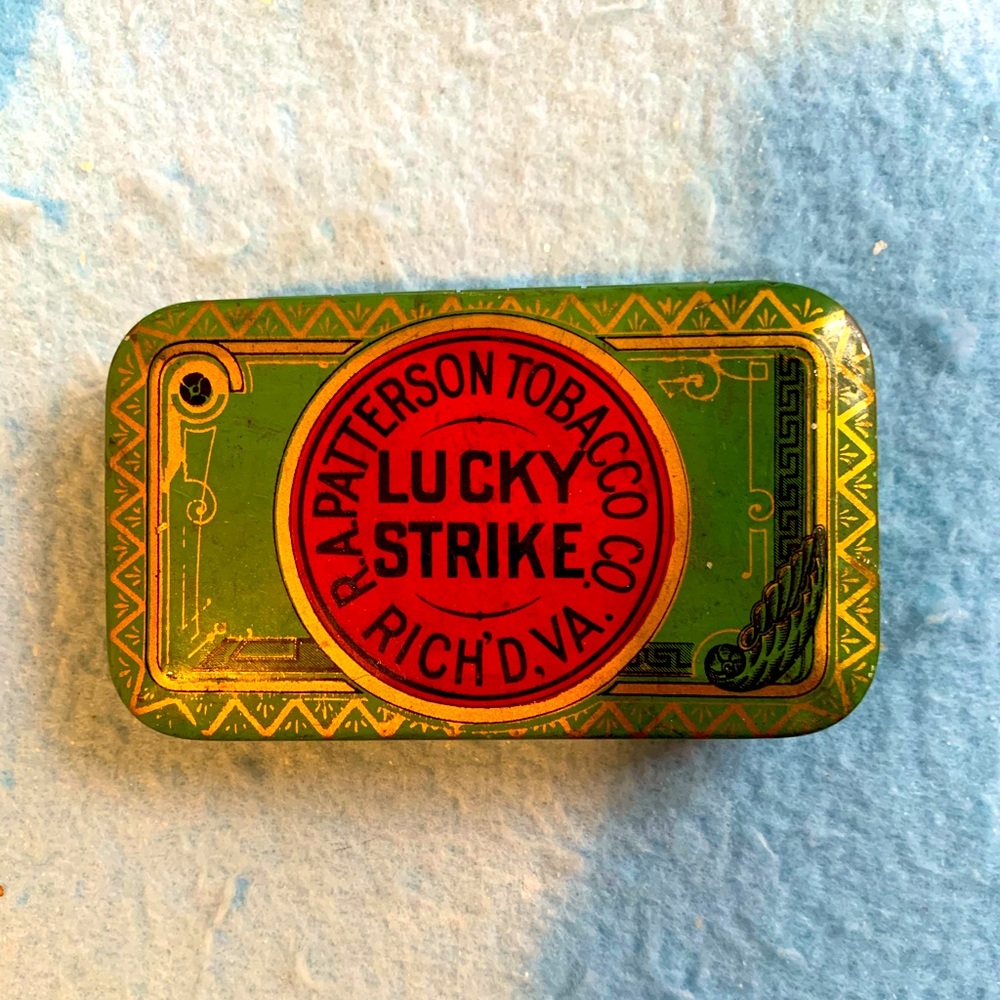 R.A. PATTERSON TOBACCO CO.
LUCKY
STRIKE
RICH'D, VA.